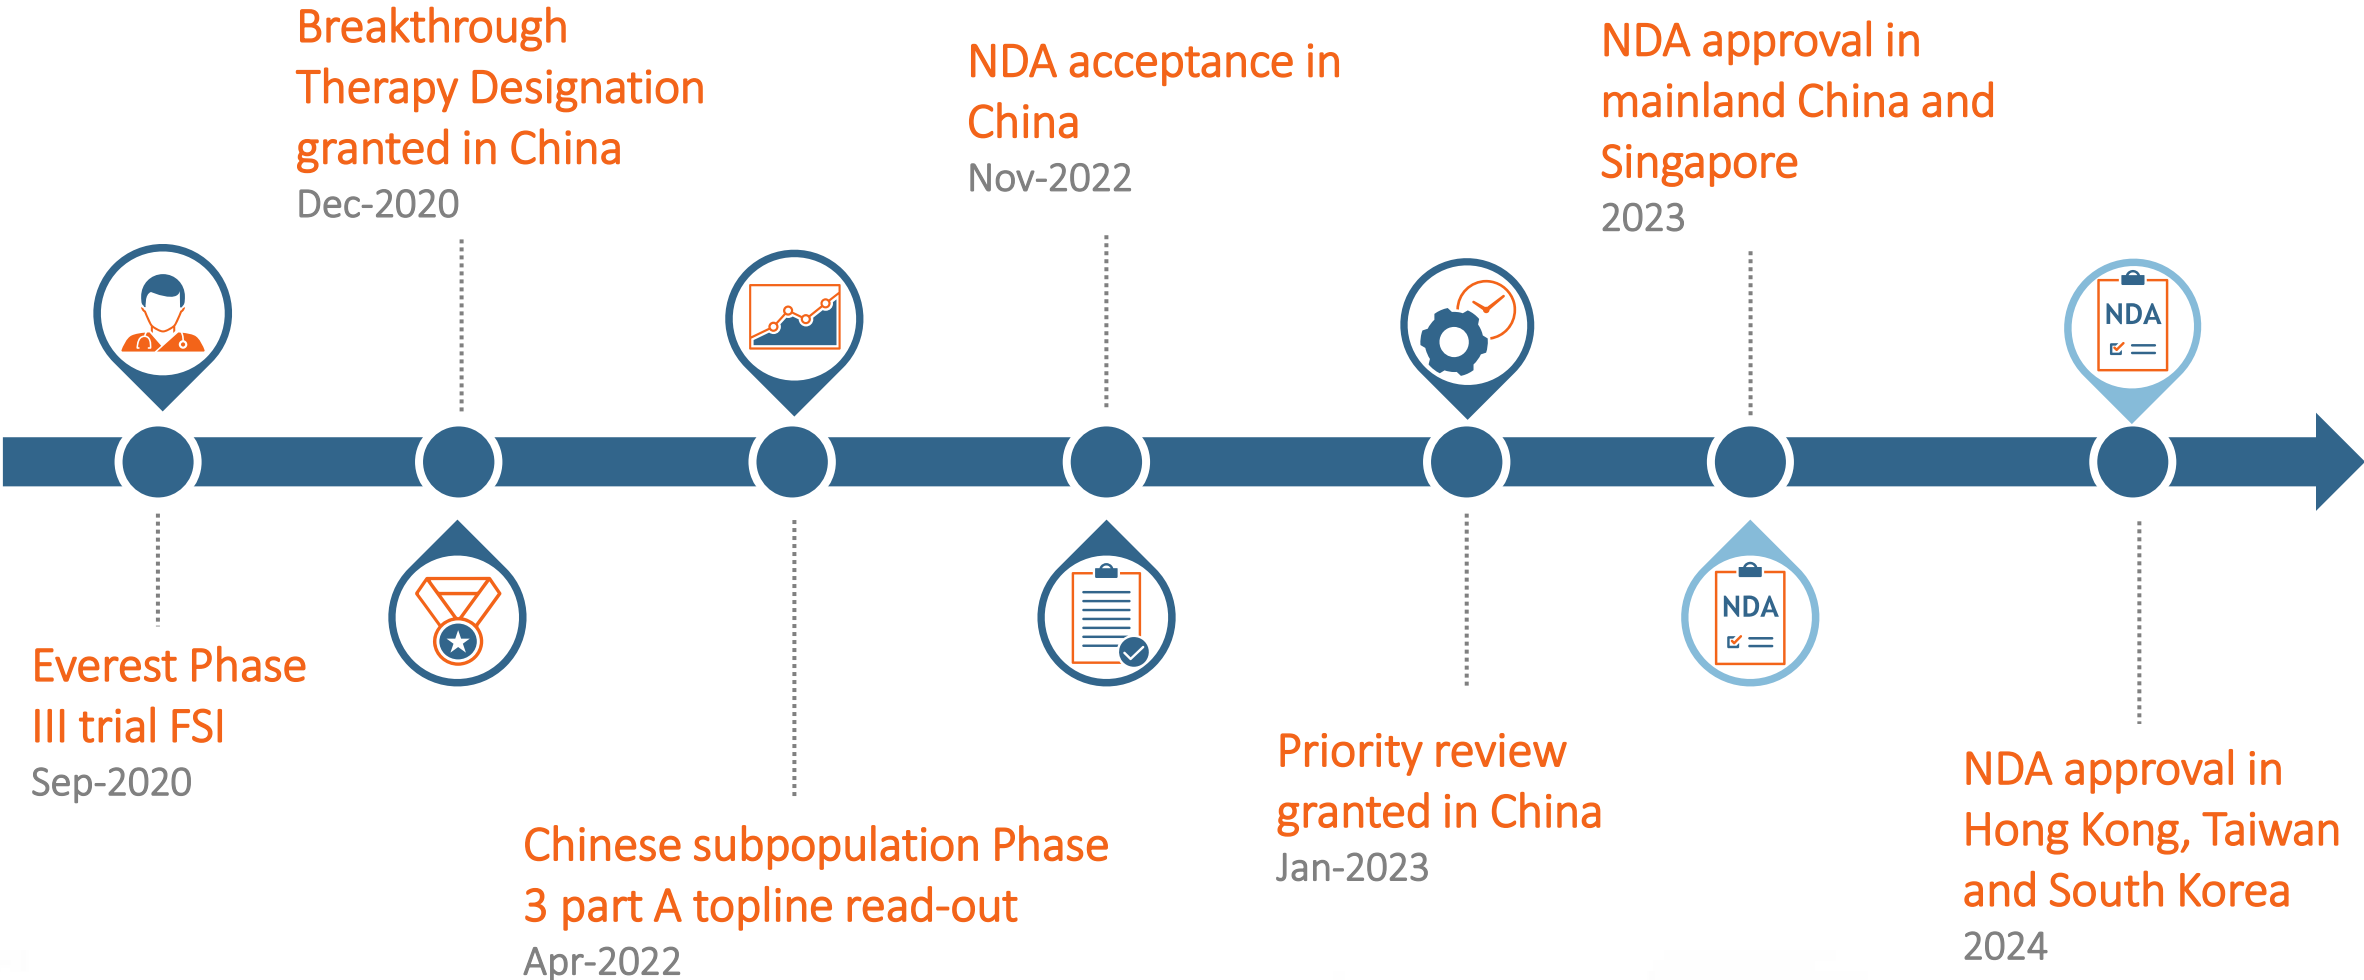 Breakthrough
Therapy Designation
granted in China
Dec-2020
NDA acceptance in
China
Nov-2022
NDA approval in
mainland China and
Singapore
2023
NDA
NDA
Everest Phase
III trial FSI
Sep-2020
Chinese subpopulation Phase
3 part A topline read-out
Apr-2022
Priority review
granted in China
Jan-2023
NDA approval in
Hong Kong, Taiwan
and South Korea
2024